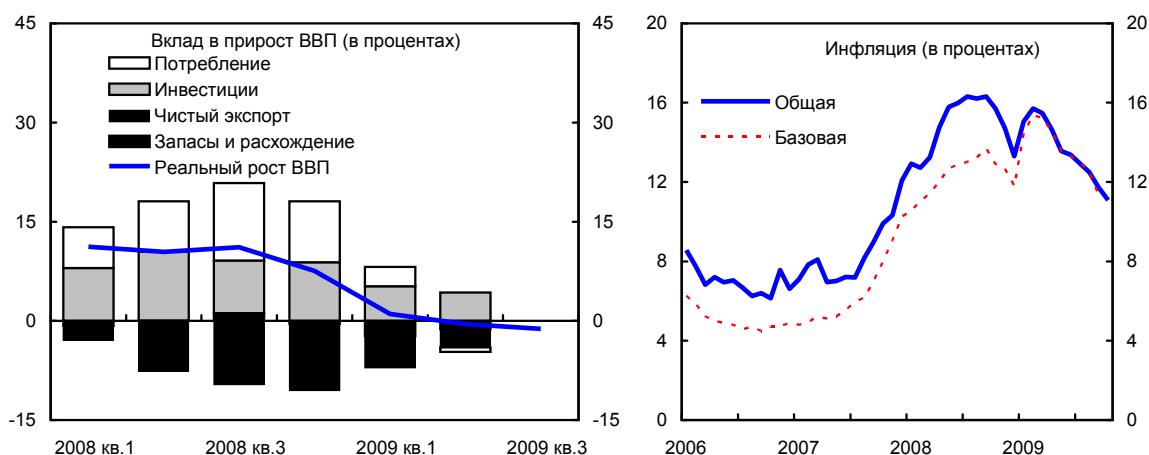 Вклад в прирост ВВП (в процентах)
Потребление
Инвестиции
Чистый экспорт
Запасы и расхождение
Реальный рост ВВП
45
30
15
0
-15
45
30
15
0
-15
2008 кв.1 2008 кв.3 2009 кв.1 2009 кв.3
Инфляция (в процентах)
Общая
Базовая
20
16
12
8
4
0
20
16
12
8
4
0
2006 2007 2008 2009